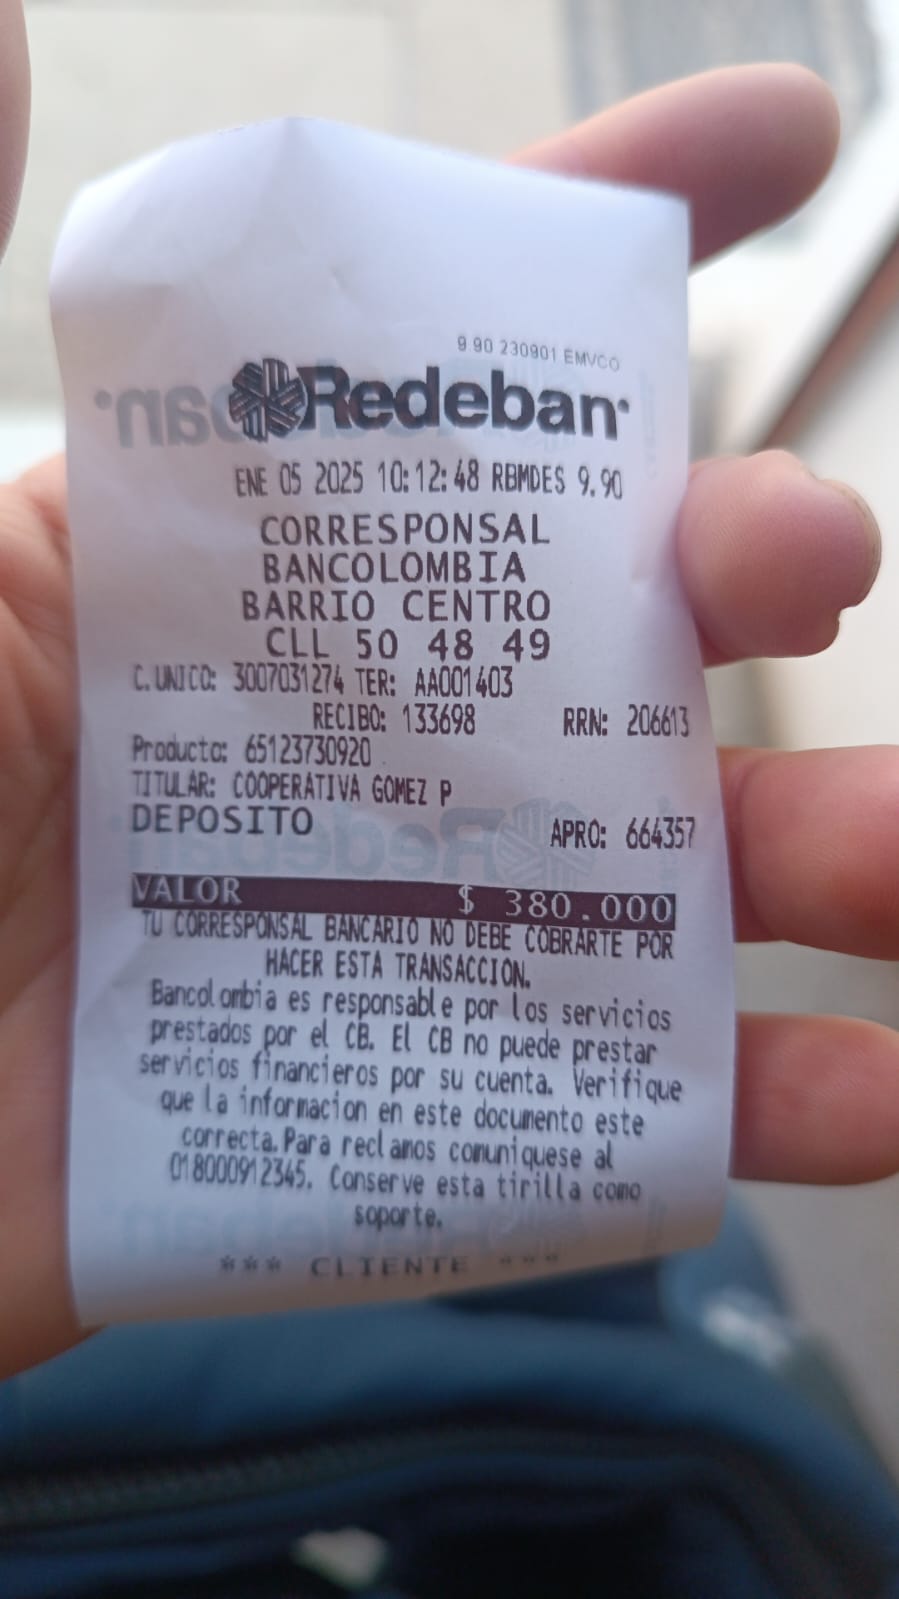 9.90 230901 EMVCO
Redeban
ENE 05 2025 10:12:48 RBMDES 9.90
CORRESPONSAL
BANCOLOMBIA
BARRIO CENTRO
CLL 50 48 49
C.UNICO: 3007031274 TER: AA001403
RECIBO: 133698 RRN: 206613
Producto: 65123730920
TITULAR: COOPERATIVA GOMEZ P
DEPOSITO APRO: 664357
VALOR $ 380.000
TU CORRESPONSAL BANCARIO NO DEBE COBRARTE POR
HACER ESTA TRANSACCION.
Bancolombia es responsable por los servicios
prestados por el CB. El CB no puede prestar
servicios financieros por su cuenta. Verifique
que la informacion en este documento este
correcta.Para reclamos comuniquese al
018000912345. Conserve esta tirilla como
soporte.
*** CLIENTE ***